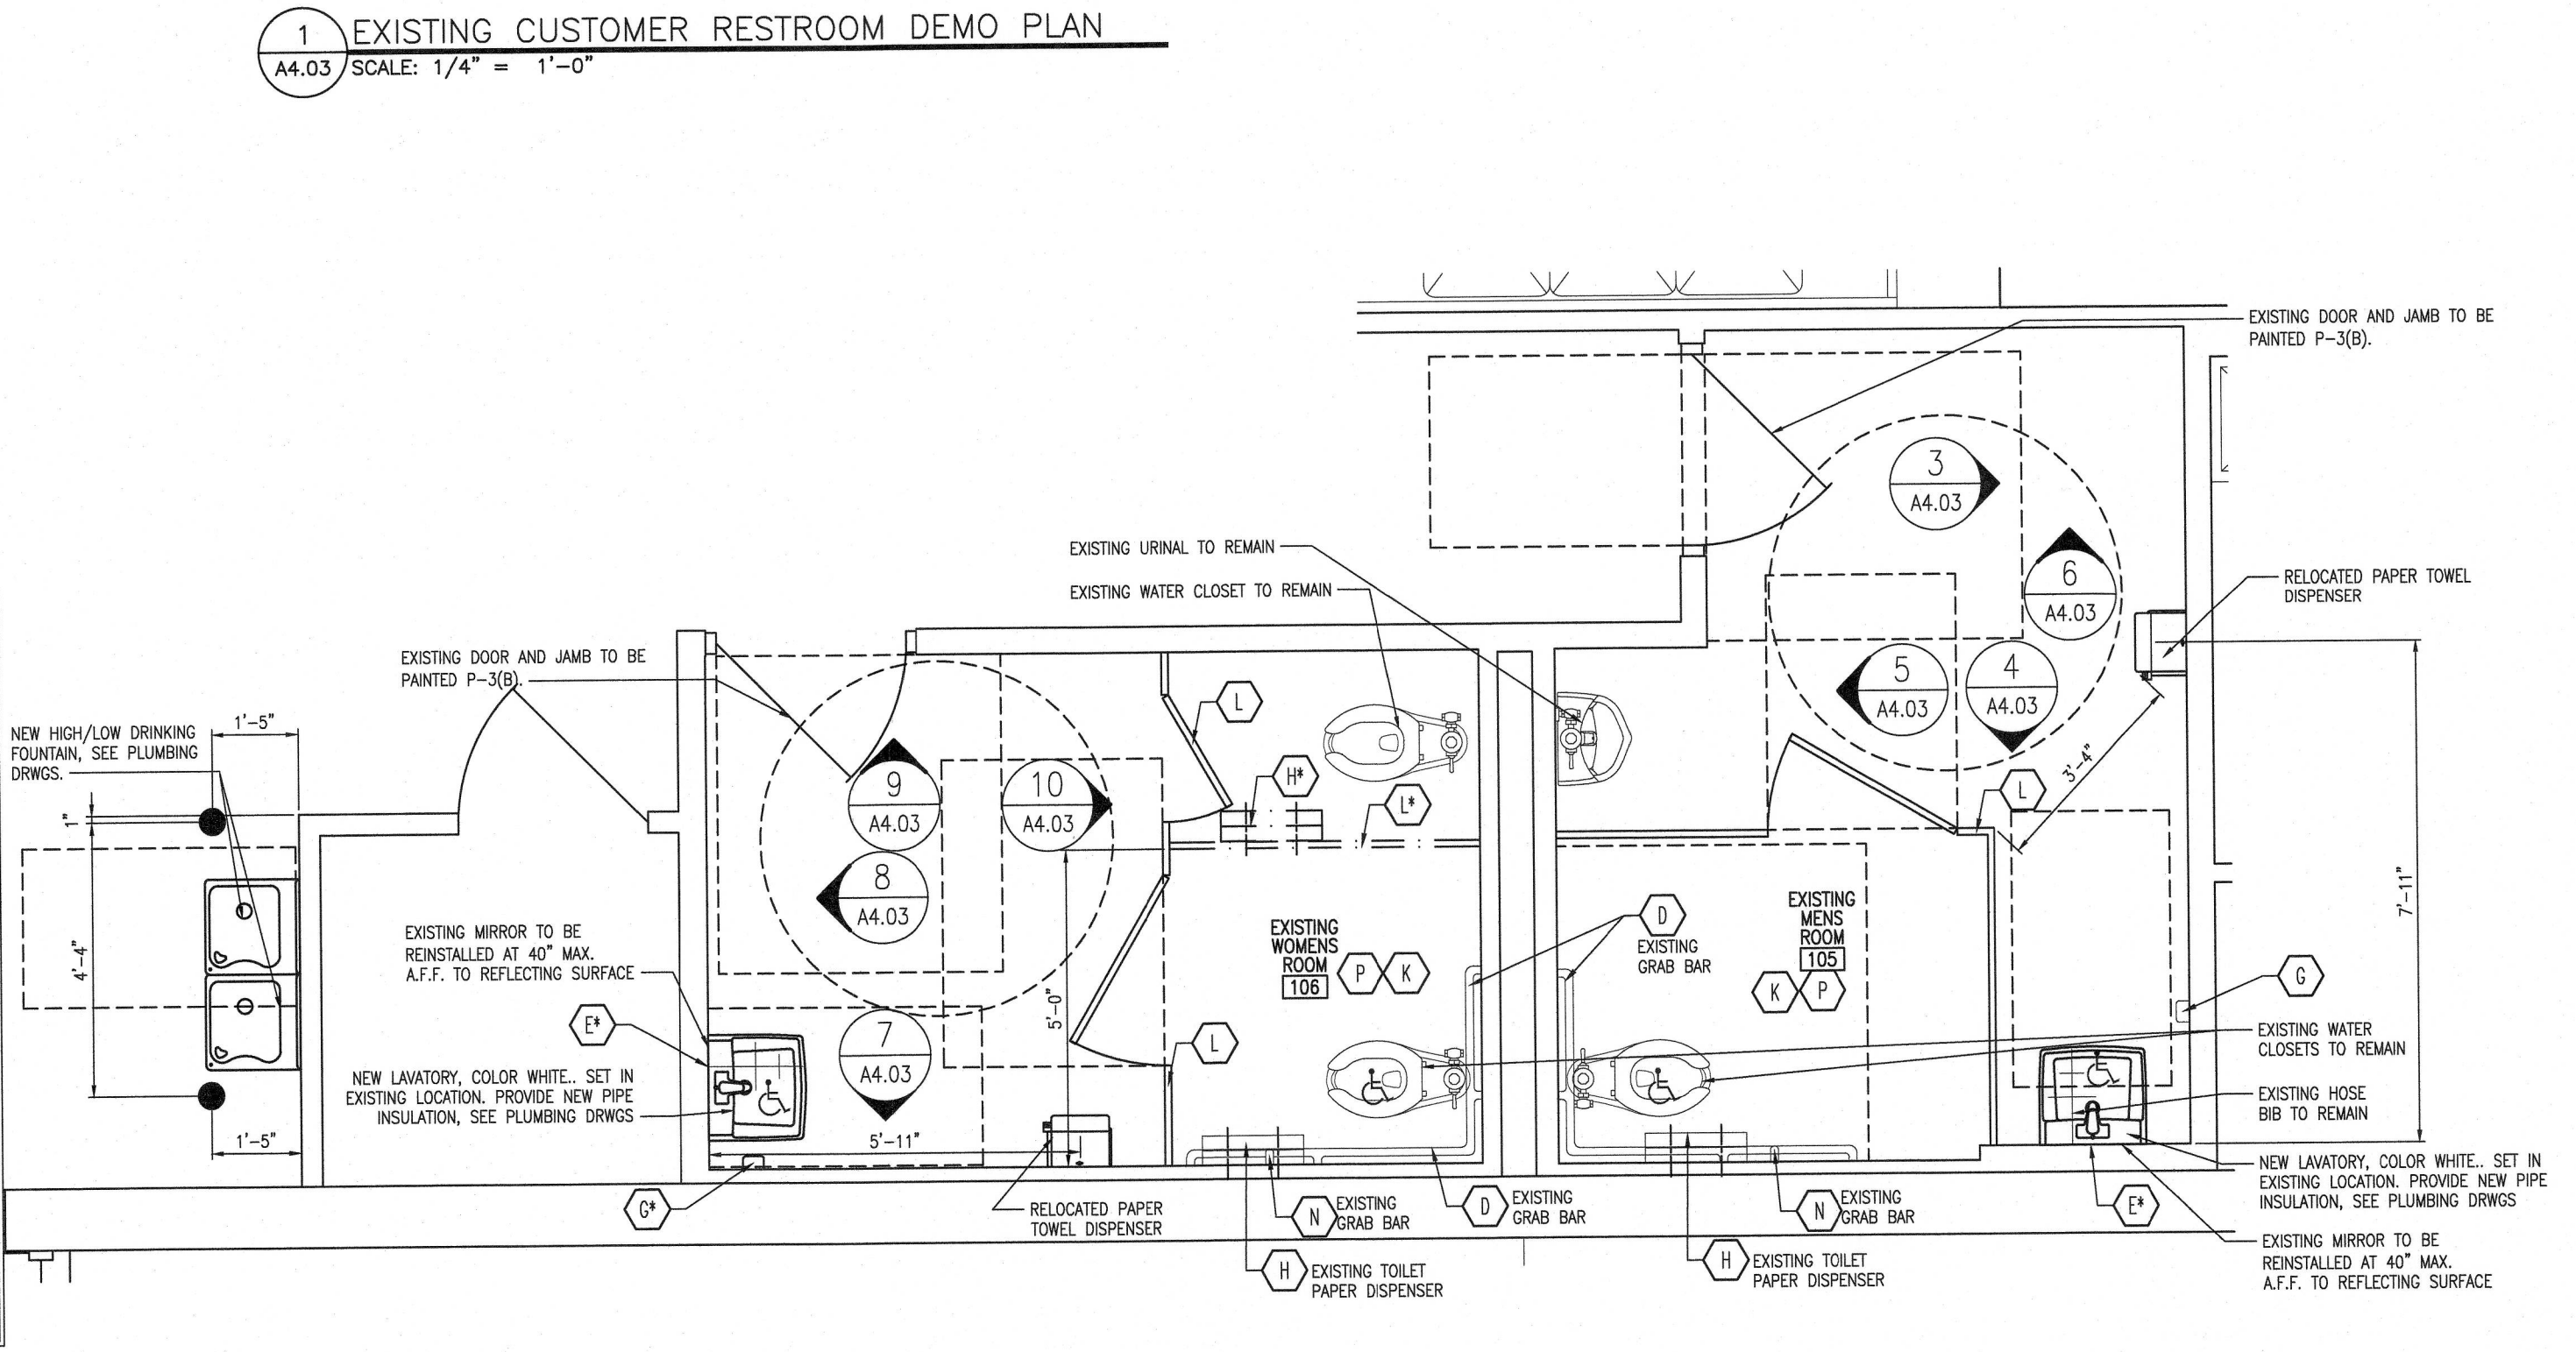 1
EXISTING CUSTOMER RESTROOM DEMO PLAN
A4.03
SCALE: 1/4" = 1'-0"
EXISTING DOOR AND JAMB TO BE
PAINTED P-3(B).
3
A4.03
6
A4.03
EXISTING URINAL TO REMAIN
EXISTING WATER CLOSET TO REMAIN
RELOCATED PAPER TOWEL
DISPENSER
5
A4.03
4
A4.03
EXISTING DOOR AND JAMB TO BE
PAINTED P-3(B).
L
NEW HIGH/LOW DRINKING
FOUNTAIN, SEE PLUMBING
DRWGS.
1'-5"
1"
4'-4"
1'-5"
9
A4.03
10
A4.03
H*
L*
3'-4"
L
8
A4.03
7'-11"
EXISTING MIRROR TO BE
REINSTALLED AT 40" MAX.
A.F.F. TO REFLECTING SURFACE
EXISTING
WOMENS
ROOM
106
P
K
D
EXISTING
GRAB BAR
EXISTING
MENS
ROOM
105
K
P
G
E*
7
A4.03
5'-0"
L
EXISTING WATER
CLOSETS TO REMAIN
NEW LAVATORY, COLOR WHITE.. SET IN
EXISTING LOCATION. PROVIDE NEW PIPE
INSULATION, SEE PLUMBING DRWGS
EXISTING HOSE
BIB TO REMAIN
5'-11"
G*
RELOCATED PAPER
TOWEL DISPENSER
N
EXISTING
GRAB BAR
D
EXISTING
GRAB BAR
N
EXISTING
GRAB BAR
E*
NEW LAVATORY, COLOR WHITE.. SET IN
EXISTING LOCATION. PROVIDE NEW PIPE
INSULATION, SEE PLUMBING DRWGS
H
EXISTING TOILET
PAPER DISPENSER
H
EXISTING TOILET
PAPER DISPENSER
EXISTING MIRROR TO BE
REINSTALLED AT 40" MAX.
A.F.F. TO REFLECTING SURFACE